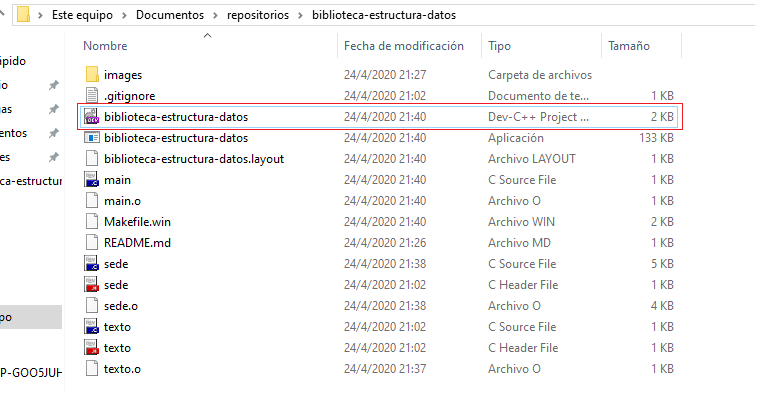 Este equipo > Documentos > repositorios > biblioteca-estructura-datos
Nombre Fecha de modificación Tipo Tamaño
images 24/4/2020 21:27 Carpeta de archivos
.gitignore 24/4/2020 21:02 Documento de te... 1 KB
biblioteca-estructura-datos 24/4/2020 21:40 Dev-C++ Project ... 2 KB
biblioteca-estructura-datos 24/4/2020 21:40 Aplicación 133 KB
biblioteca-estructura-datos.layout 24/4/2020 21:40 Archivo LAYOUT 1 KB
main 24/4/2020 21:40 C Source File 1 KB
main.o 24/4/2020 21:40 Archivo O 1 KB
Makefile.win 24/4/2020 21:40 Archivo WIN 2 KB
README.md 24/4/2020 21:26 Archivo MD 1 KB
sede 24/4/2020 21:38 C Source File 5 KB
sede 24/4/2020 21:02 C Header File 1 KB
sede.o 24/4/2020 21:38 Archivo O 4 KB
texto 24/4/2020 21:02 C Source File 1 KB
texto 24/4/2020 21:02 C Header File 1 KB
texto.o 24/4/2020 21:37 Archivo O 1 KB
ápido
io
as
entos
es
ca-estructur
po
P-GOO5JUH